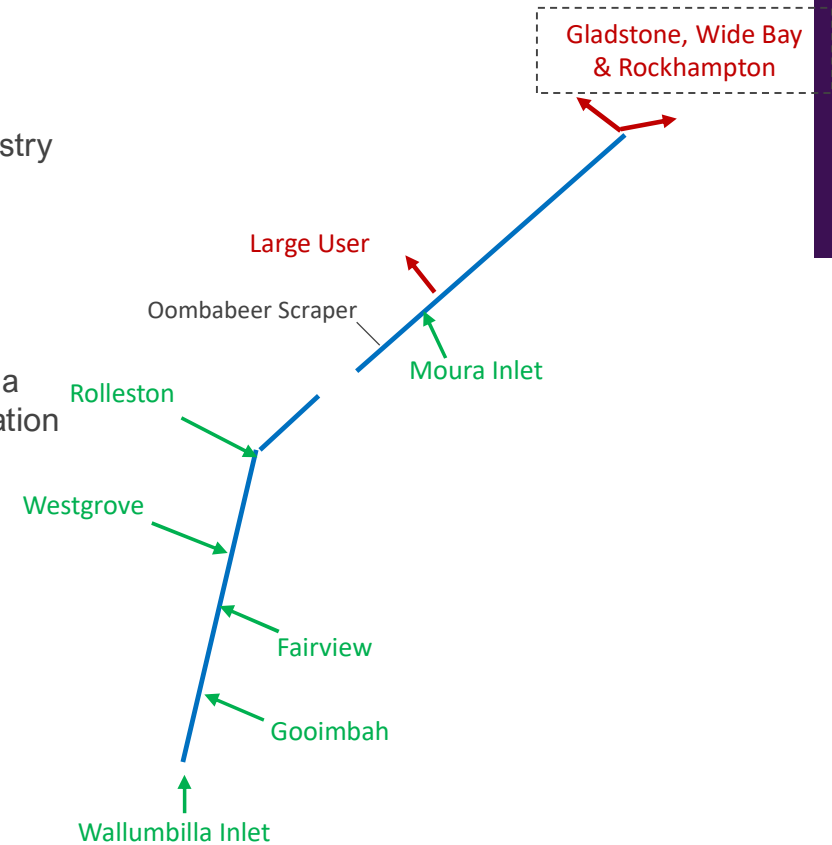 Gladstone, Wide Bay
& Rockhampton
stry
Large User
Oombabeer Scraper
Moura Inlet
a
Rolleston
ation
Westgrove
Fairview
Gooimbah
Wallumbilla Inlet